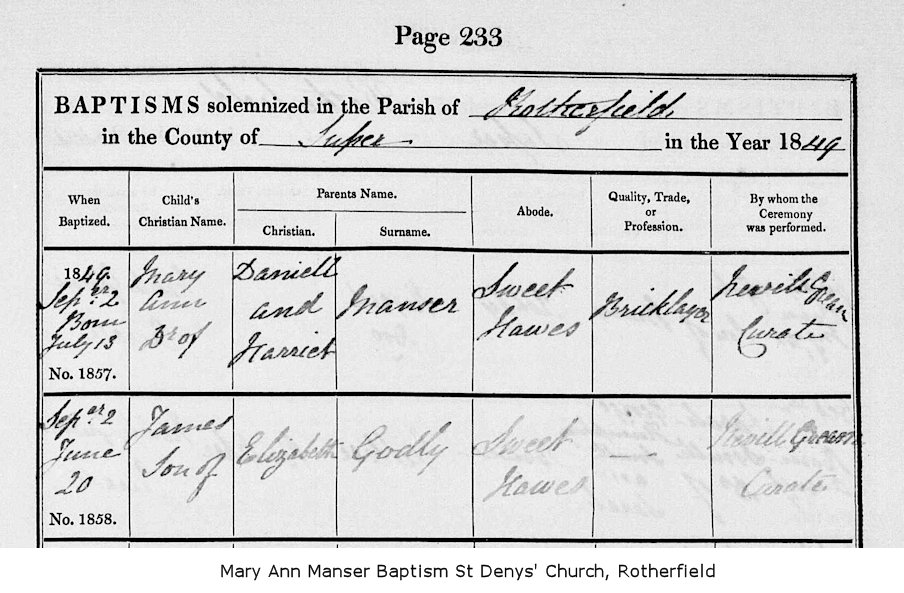 Page 233
BAPTISMS solemnized in the Parish of Rotherfield
in the County of Sussex in the Year 1849
When Baptized.
Child's Christian Name.
Parents Name.
Christian.
Surname.
Abode.
Quality, Trade, or Profession.
By whom the Ceremony was performed.
1849.
Sepr 2
Born
July 13
No. 1857.
Mary
Ann
Dr of
Daniell
and
Harriet
Manser
Sweet
Hawes
Bricklayer
Nevill
Curate
Sepr 2
June
20
No. 1858.
James
Son of
Elizabeth
Godly
Sweet
Hawes
Nevill
Curate
Mary Ann Manser Baptism St Denys' Church, Rotherfield